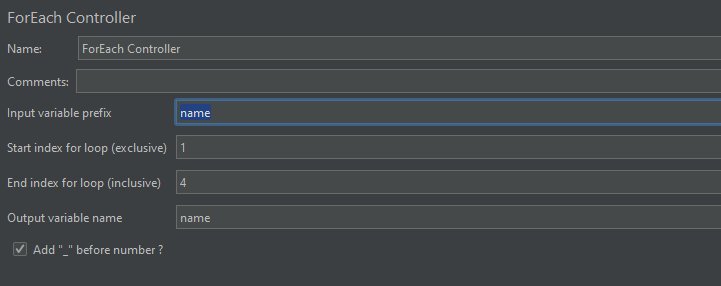 ForEach Controller
Name: ForEach Controller
Comments:
Input variable prefix name
Start index for loop (exclusive) 1
End index for loop (inclusive) 4
Output variable name name
Add "_" before number ?